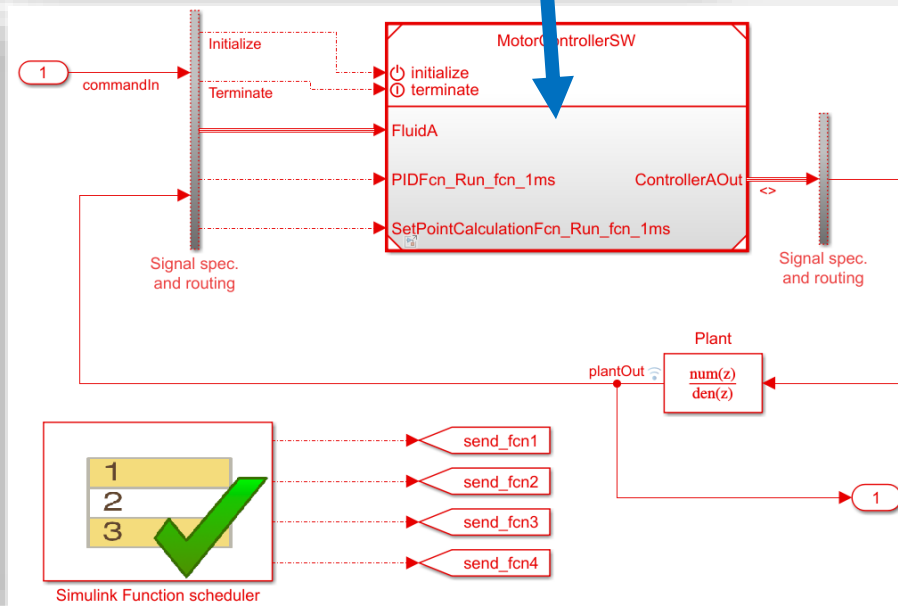 Initialize
MotorControllerSW
1
commandIn
initialize
terminate
Terminate
FluidA
PIDFcn_Run_fcn_1ms
ControllerAOut
<>
SetPointCalculationFcn_Run_fcn_1ms
Signal spec.
and routing
Signal spec.
and routing
Plant
plantOut
num(z)
den(z)
1
2
3
send_fcn1
send_fcn2
send_fcn3
send_fcn4
1
Simulink Function scheduler